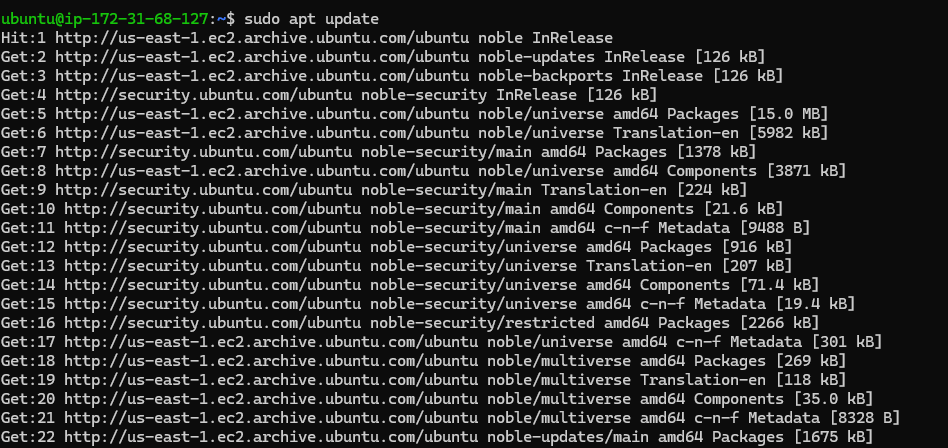 ubuntu@ip-172-31-68-127:~$ sudo apt update
Hit:1 http://us-east-1.ec2.archive.ubuntu.com/ubuntu noble InRelease
Get:2 http://us-east-1.ec2.archive.ubuntu.com/ubuntu noble-updates InRelease [126 kB]
Get:3 http://us-east-1.ec2.archive.ubuntu.com/ubuntu noble-backports InRelease [126 kB]
Get:4 http://security.ubuntu.com/ubuntu noble-security InRelease [126 kB]
Get:5 http://us-east-1.ec2.archive.ubuntu.com/ubuntu noble/universe amd64 Packages [15.0 MB]
Get:6 http://us-east-1.ec2.archive.ubuntu.com/ubuntu noble/universe Translation-en [5982 kB]
Get:7 http://security.ubuntu.com/ubuntu noble-security/main amd64 Packages [1378 kB]
Get:8 http://us-east-1.ec2.archive.ubuntu.com/ubuntu noble/universe amd64 Components [3871 kB]
Get:9 http://security.ubuntu.com/ubuntu noble-security/main Translation-en [224 kB]
Get:10 http://security.ubuntu.com/ubuntu noble-security/main amd64 Components [21.6 kB]
Get:11 http://security.ubuntu.com/ubuntu noble-security/main amd64 c-n-f Metadata [9488 B]
Get:12 http://security.ubuntu.com/ubuntu noble-security/universe amd64 Packages [916 kB]
Get:13 http://security.ubuntu.com/ubuntu noble-security/universe Translation-en [207 kB]
Get:14 http://security.ubuntu.com/ubuntu noble-security/universe amd64 Components [71.4 kB]
Get:15 http://security.ubuntu.com/ubuntu noble-security/universe amd64 c-n-f Metadata [19.4 kB]
Get:16 http://security.ubuntu.com/ubuntu noble-security/restricted amd64 Packages [2266 kB]
Get:17 http://us-east-1.ec2.archive.ubuntu.com/ubuntu noble/universe amd64 c-n-f Metadata [301 kB]
Get:18 http://us-east-1.ec2.archive.ubuntu.com/ubuntu noble/multiverse amd64 Packages [269 kB]
Get:19 http://us-east-1.ec2.archive.ubuntu.com/ubuntu noble/multiverse Translation-en [118 kB]
Get:20 http://us-east-1.ec2.archive.ubuntu.com/ubuntu noble/multiverse amd64 Components [35.0 kB]
Get:21 http://us-east-1.ec2.archive.ubuntu.com/ubuntu noble/multiverse amd64 c-n-f Metadata [8328 B]
Get:22 http://us-east-1.ec2.archive.ubuntu.com/ubuntu noble-updates/main amd64 Packages [1675 kB]